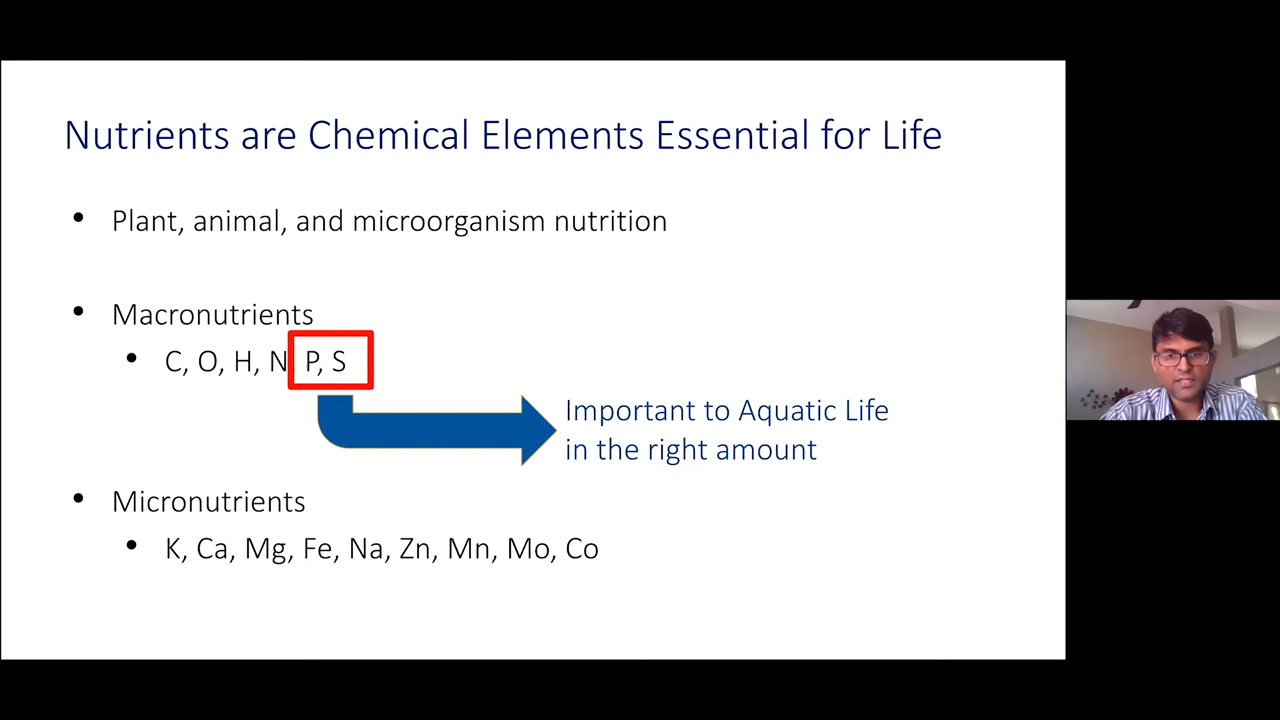 Nutrients are Chemical Elements Essential for Life
• Plant, animal, and microorganism nutrition
• Macronutrients
• C, O, H, N P, S
Important to Aquatic Life
in the right amount
• Micronutrients
• K, Ca, Mg, Fe, Na, Zn, Mn, Mo, Co